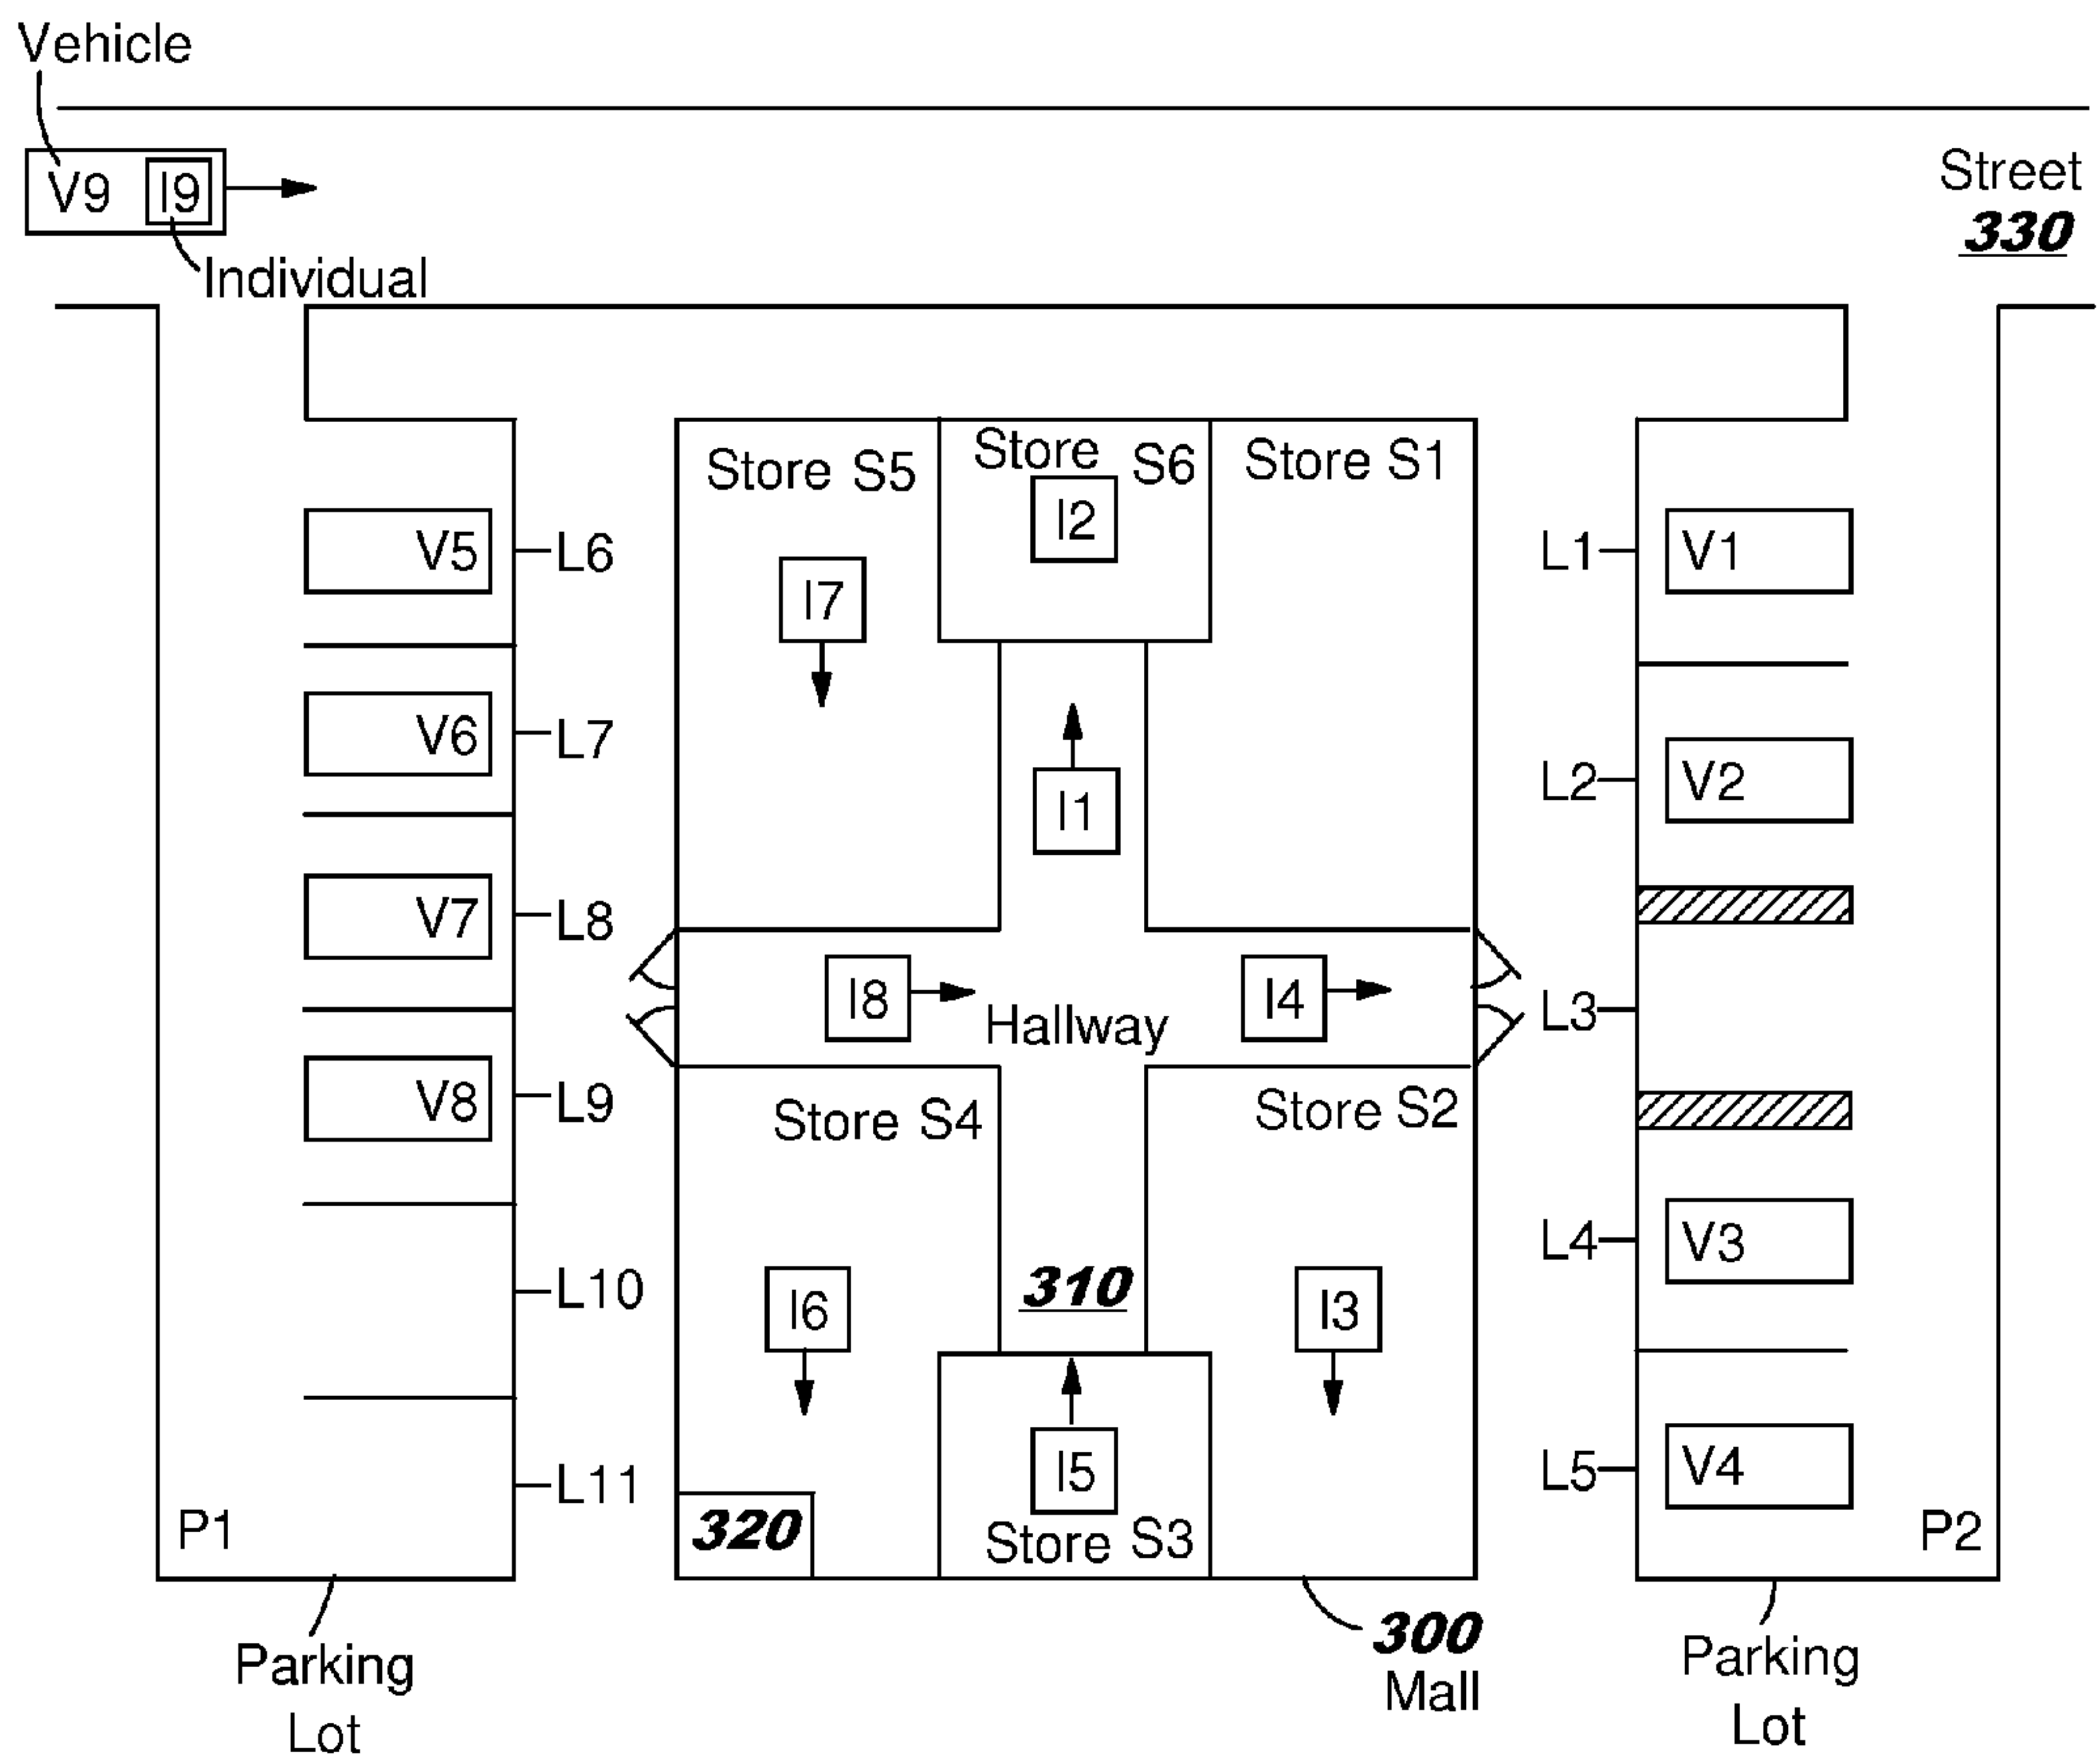 Vehicle
V9 I9
Street
330
Individual
Store S5
Store S6
Store S1
I2
V5 L6
L1 V1
I7
V6 L7
L2 V2
I1
V7 L8
I8
I4
L3
Hallway
V8 L9
Store S4
Store S2
L4 V3
L10
310
I6
I3
L5 V4
L11
I5
P1
320
Store S3
P2
300
Mall
Parking
Lot
Parking
Lot